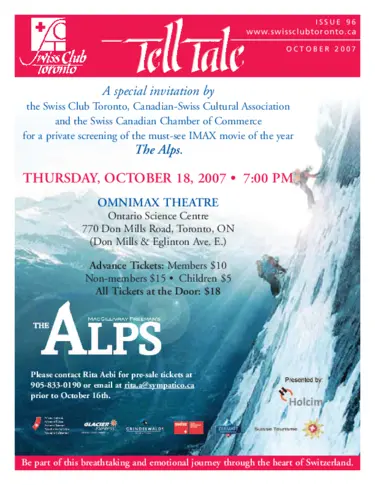 Swiss Club
Toronto
Tell Tale
ISSUE 96
www.swissclubtoronto.ca
OCTOBER 2007
A special invitation by
the Swiss Club Toronto, Canadian-Swiss Cultural Association
and the Swiss Canadian Chamber of Commerce
for a private screening of the must-see IMAX movie of the year
The Alps.
THURSDAY, OCTOBER 18, 2007 • 7:00 PM
OMNIMAX THEATRE
Ontario Science Centre
770 Don Mills Road, Toronto, ON
(Don Mills & Eglinton Ave. E.)
Advance Tickets: Members $10
Non-members $15 • Children $5
All Tickets at the Door: $18
MacGillivray Freeman's
THE ALPS
Please contact Rita Aebi for pre-sale tickets at
905-833-0190 or email at rita.a@sympatico.ca
prior to October 16th.
Presented by
Holcim
GLACIER
GRINDELWALD
Suisse Tourisme
Be part of this breathtaking and emotional journey through the heart of Switzerland.